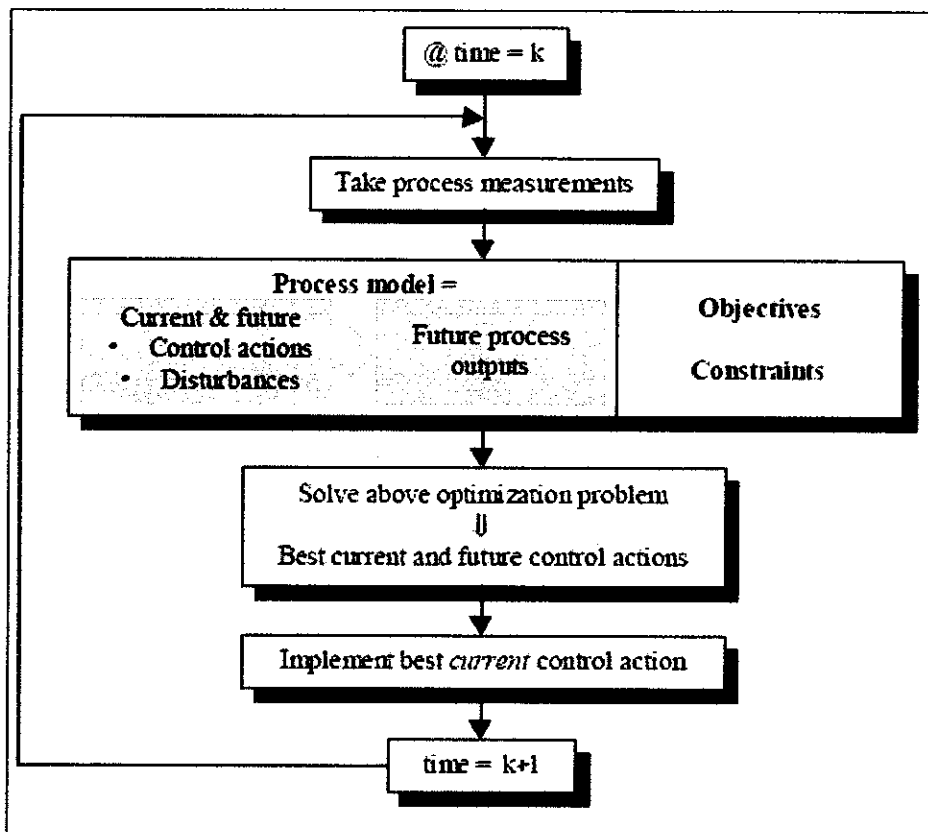 @ time = k
Take process measurements
Process model =
Current & future
• Control actions
• Disturbances
Future process
outputs
Objectives
Constraints
Solve above optimization problem
⇓
Best current and future control actions
Implement best current control action
time = k+1